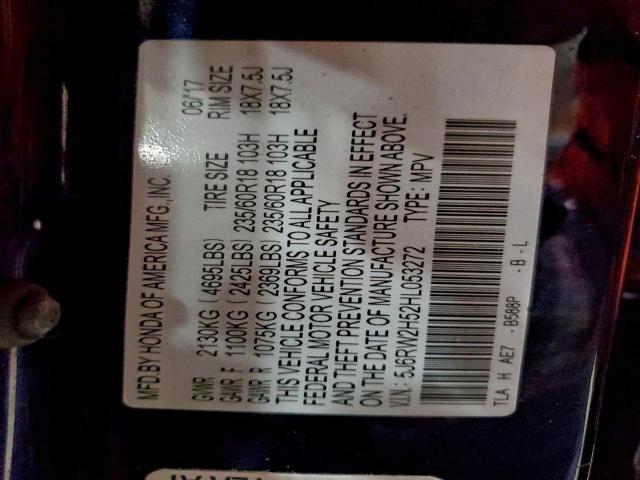 MFD.BY HONDA OF AMERICA MFG.,INC. 06/17
GVWR 2130KG ( 4695LBS) TIRE SIZE RIM SIZE
GAWR F 1100KG ( 2425LBS) 235/60R18 103H 18X7.5J
GAWR R 1075KG ( 2369LBS) 235/60R18 103H 18X7.5J
THIS VEHICLE CONFORMS TO ALL APPLICABLE
FEDERAL MOTOR VEHICLE SAFETY
AND THEFT PREVENTION STANDARDS IN EFFECT
ON THE DATE OF MANUFACTURE SHOWN ABOVE.
V.I.N.: 5J6RW2H52HL053272 TYPE: MPV
TLA H AE7 - B588P - B - L